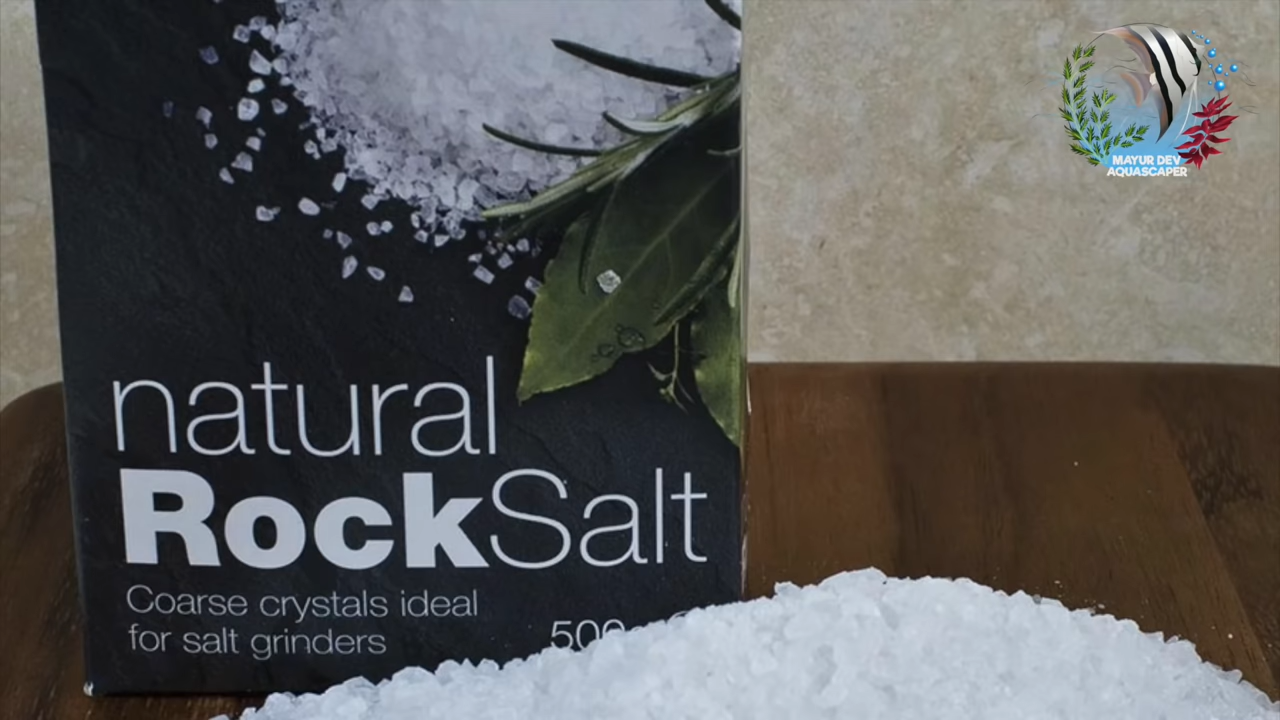 MAYUR DEV
AQUASCAPER
natural
RockSalt
Coarse crystals ideal
for salt grinders